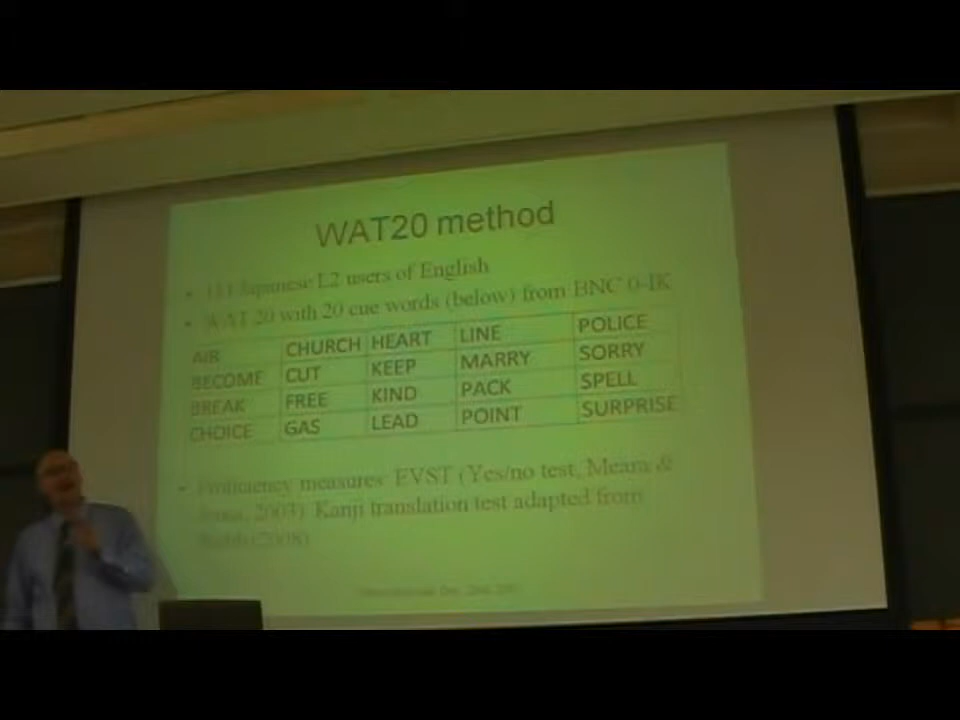 WAT20 method
• Japanese L2 users of English
• WAT 20 with 20 cue words (below) from BNC 0-1K
AIR CHURCH HEART LINE POLICE
BECOME CUT KEEP MARRY SORRY
BREAK FREE KIND PACK SPELL
CHOICE GAS LEAD POINT SURPRISE
• Proficiency measures EVST (Yes/no test, Meara &
2003) Kanji translation test adapted from
(2008)